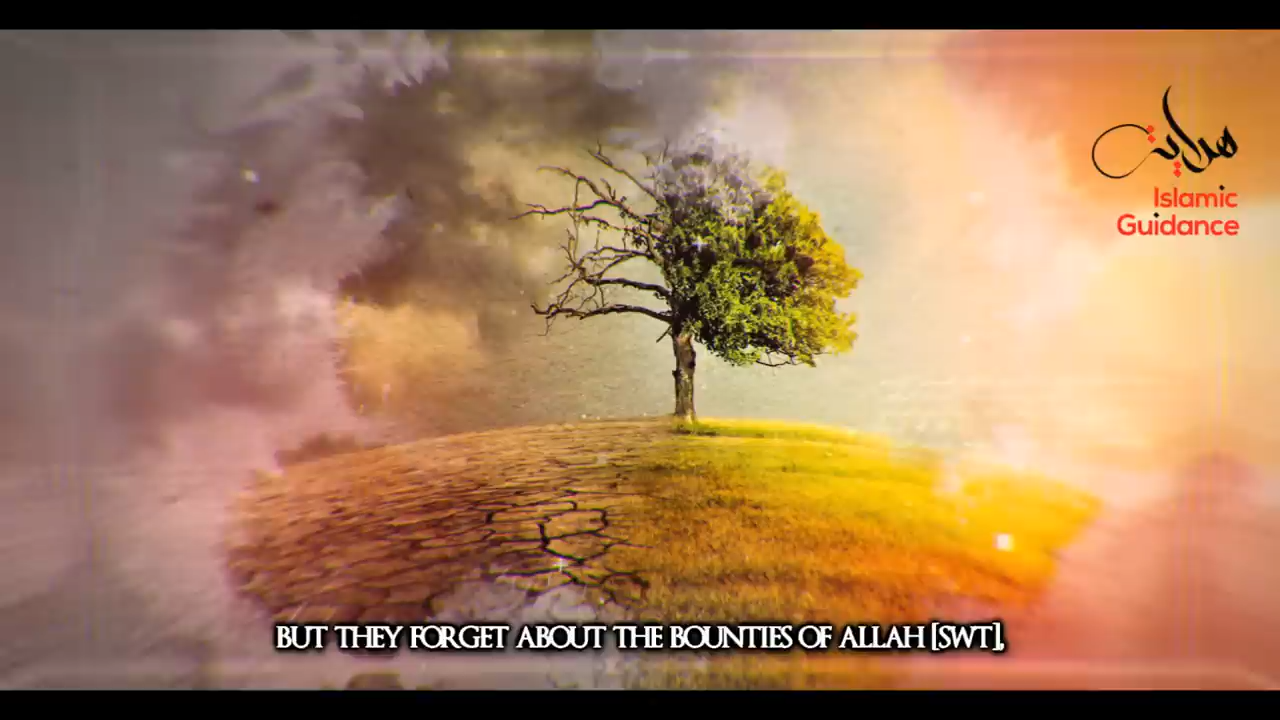 هداية
Islamic
Guidance
BUT THEY FORGET ABOUT THE BOUNTIES OF ALLAH [SWT],